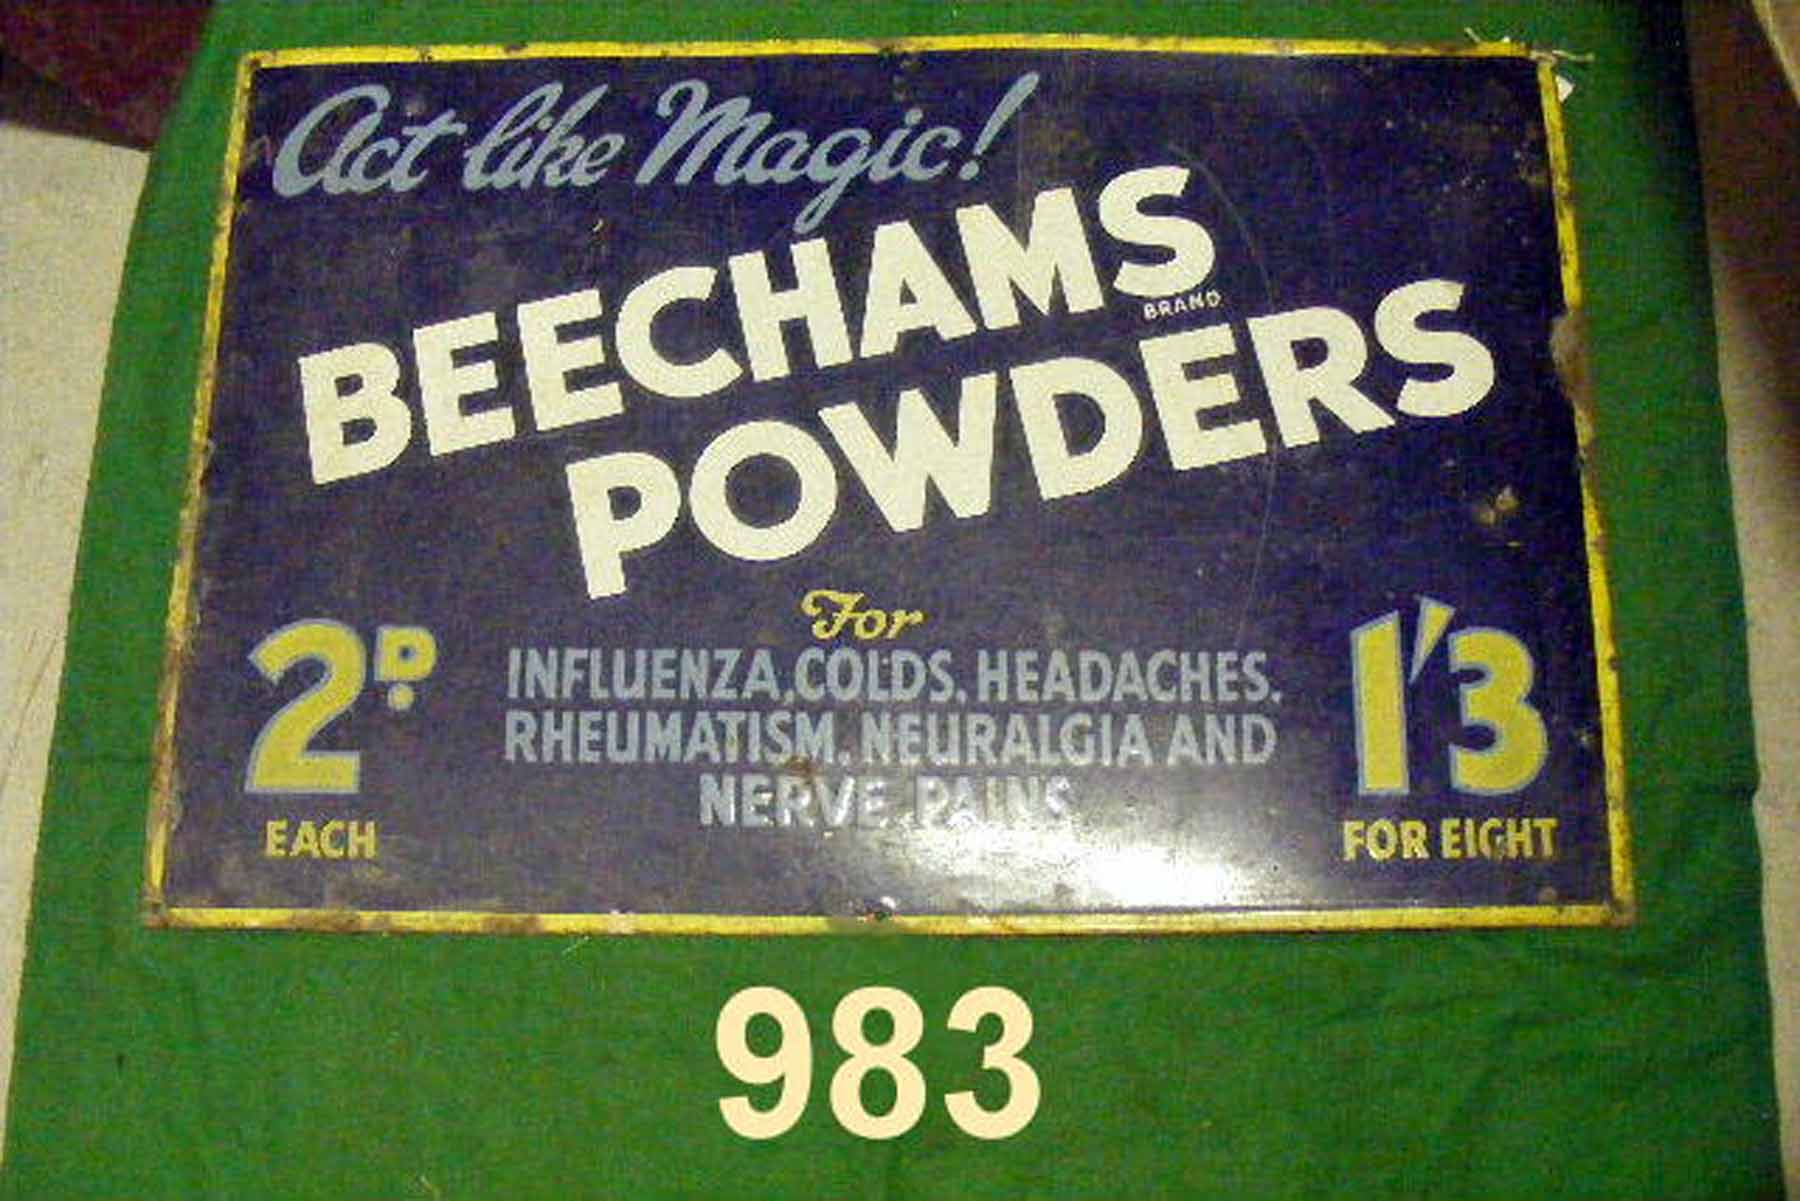 Act like Magic!
BEECHAMS
BRAND
POWDERS
For
INFLUENZA, COLDS, HEADACHES,
RHEUMATISM, NEURALGIA AND
NERVE PAINS
2D.
EACH
1'3
FOR EIGHT
983